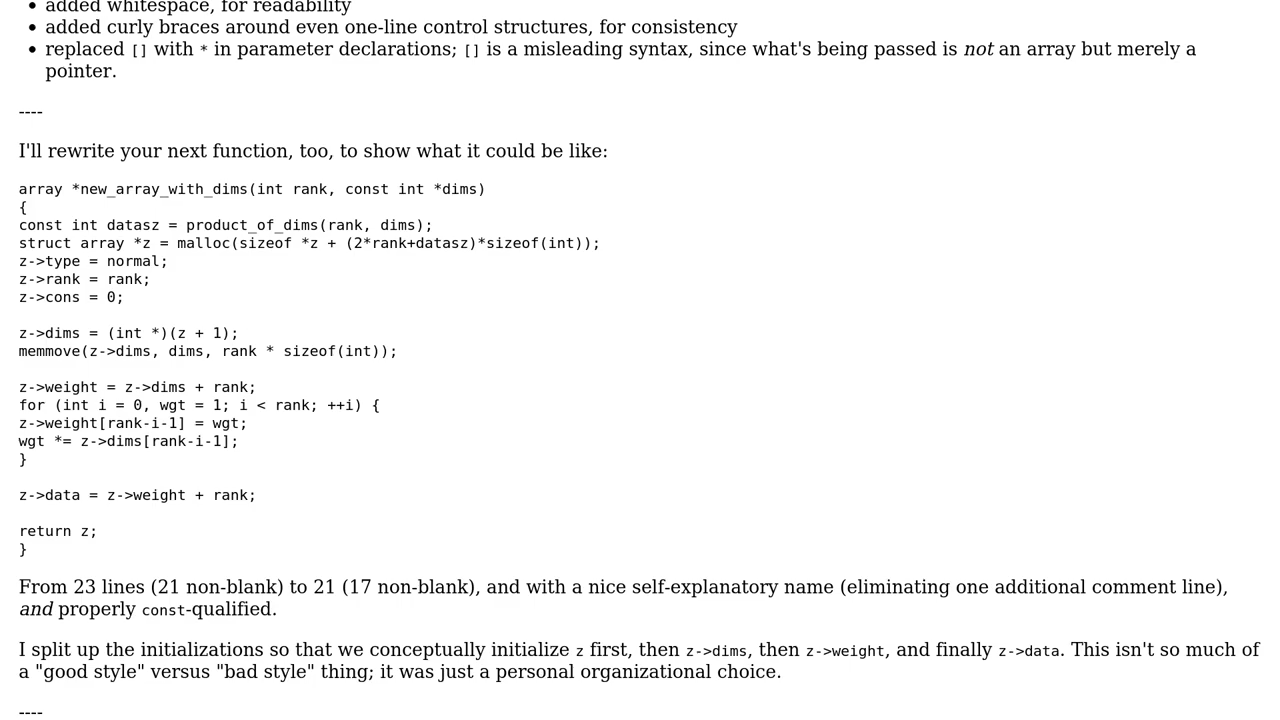 added whitespace, for readability
added curly braces around even one-line control structures, for consistency
replaced [] with * in parameter declarations; [] is a misleading syntax, since what's being passed is not an array but merely a
pointer.
----
I'll rewrite your next function, too, to show what it could be like:
array *new_array_with_dims(int rank, const int *dims)
{
const int datasz = product_of_dims(rank, dims);
struct array *z = malloc(sizeof *z + (2*rank+datasz)*sizeof(int));
z->type = normal;
z->rank = rank;
z->cons = 0;
z->dims = (int *)(z + 1);
memmove(z->dims, dims, rank * sizeof(int));
z->weight = z->dims + rank;
for (int i = 0, wgt = 1; i < rank; ++i) {
z->weight[rank-i-1] = wgt;
wgt *= z->dims[rank-i-1];
}
z->data = z->weight + rank;
return z;
}
From 23 lines (21 non-blank) to 21 (17 non-blank), and with a nice self-explanatory name (eliminating one additional comment line),
and properly const-qualified.
I split up the initializations so that we conceptually initialize z first, then z->dims, then z->weight, and finally z->data. This isn't so much of
a "good style" versus "bad style" thing; it was just a personal organizational choice.
----